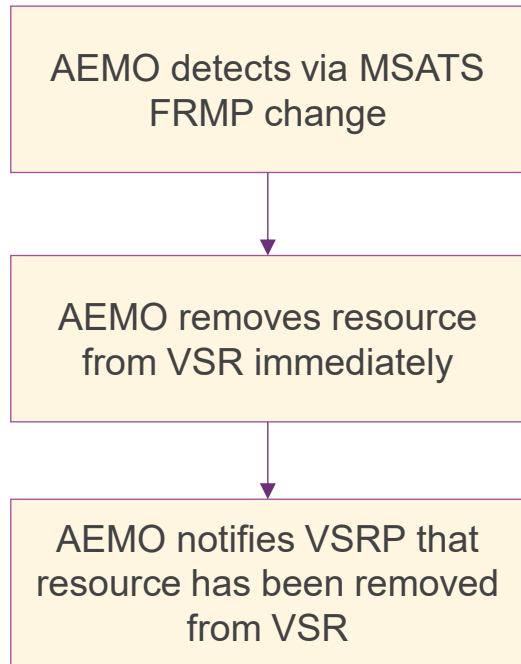 AEMO detects via MSATS
FRMP change
AEMO removes resource
from VSR immediately
AEMO notifies VSRP that
resource has been removed
from VSR